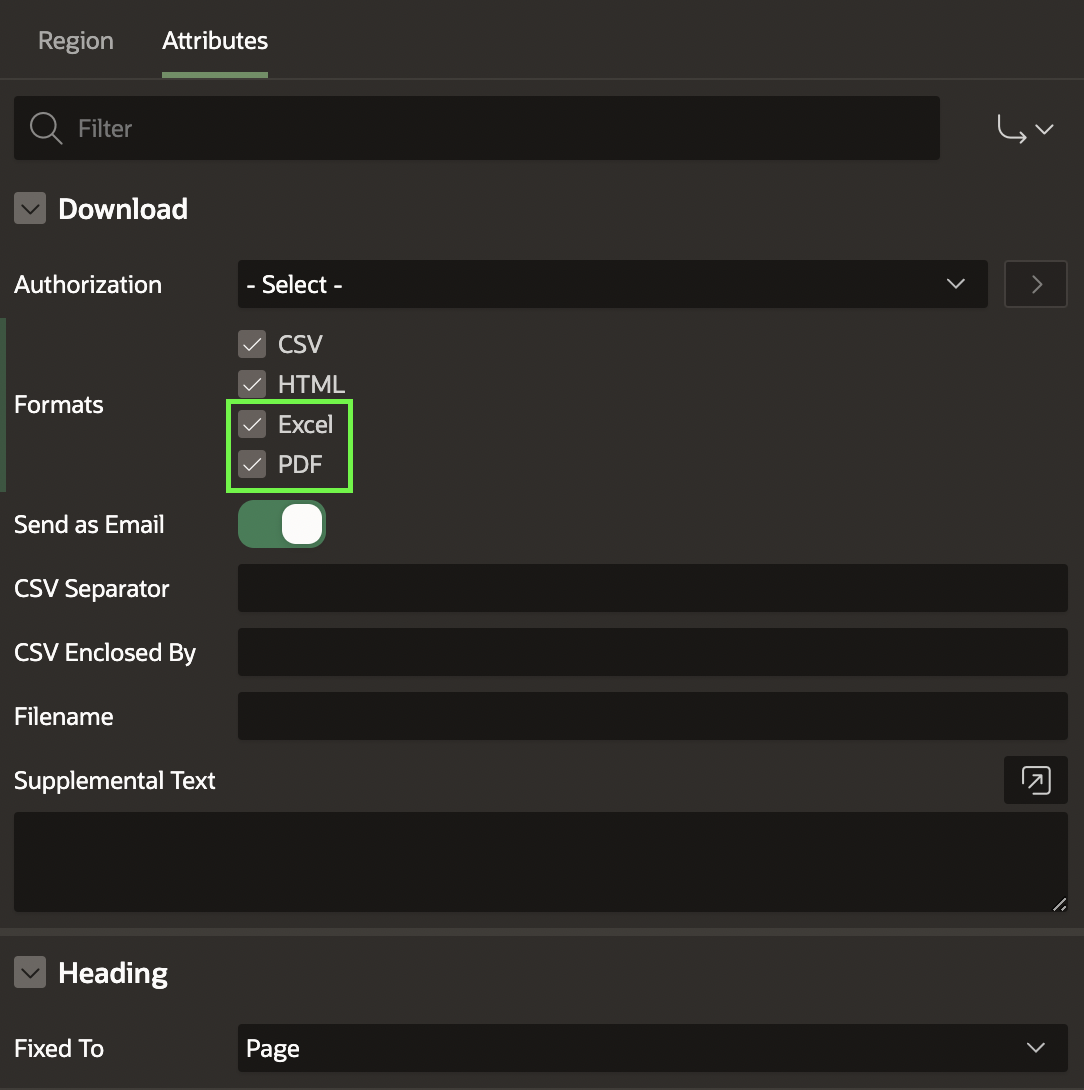 Region Attributes
Filter
Download
Authorization - Select -
Formats
CSV
HTML
Excel
PDF
Send as Email
CSV Separator
CSV Enclosed By
Filename
Supplemental Text
Heading
Fixed To Page